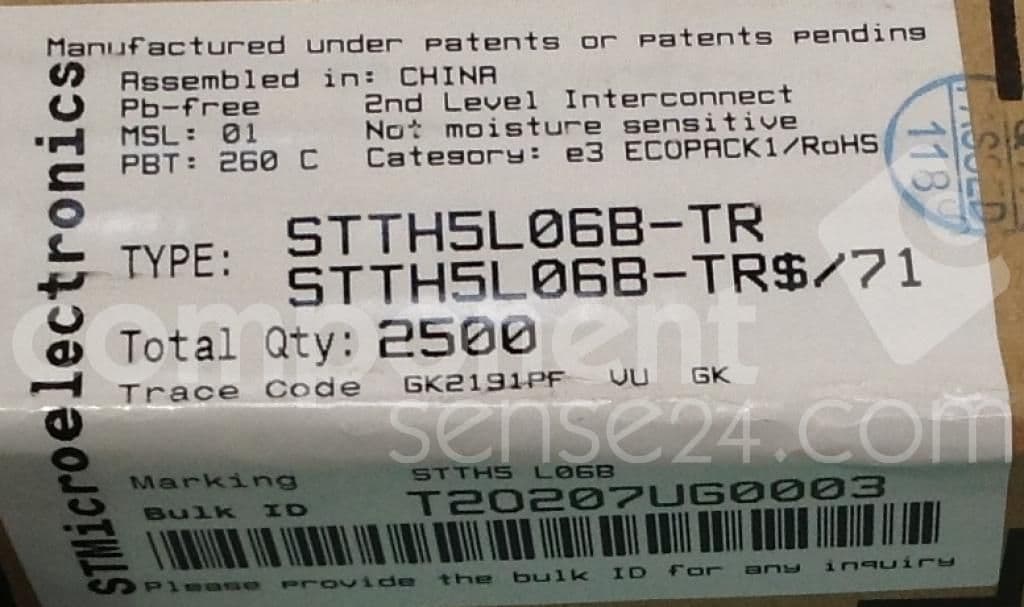 Manufactured under patents or patents pending
Assembled in: CHINA
Pb-free 2nd Level Interconnect
MSL: 01 Not moisture sensitive
PBT: 260 C Category: e3 ECOPACK1/RoHS
TYPE: STTH5L06B-TR
STTH5L06B-TR$/71
Total Qty: 2500
Trace Code GK2191PF VU GK
Marking STTH5 L06B
Bulk ID T20207UG0003
Please provide the bulk ID for any inquiry
STMicroelectronics
component
sense24.com